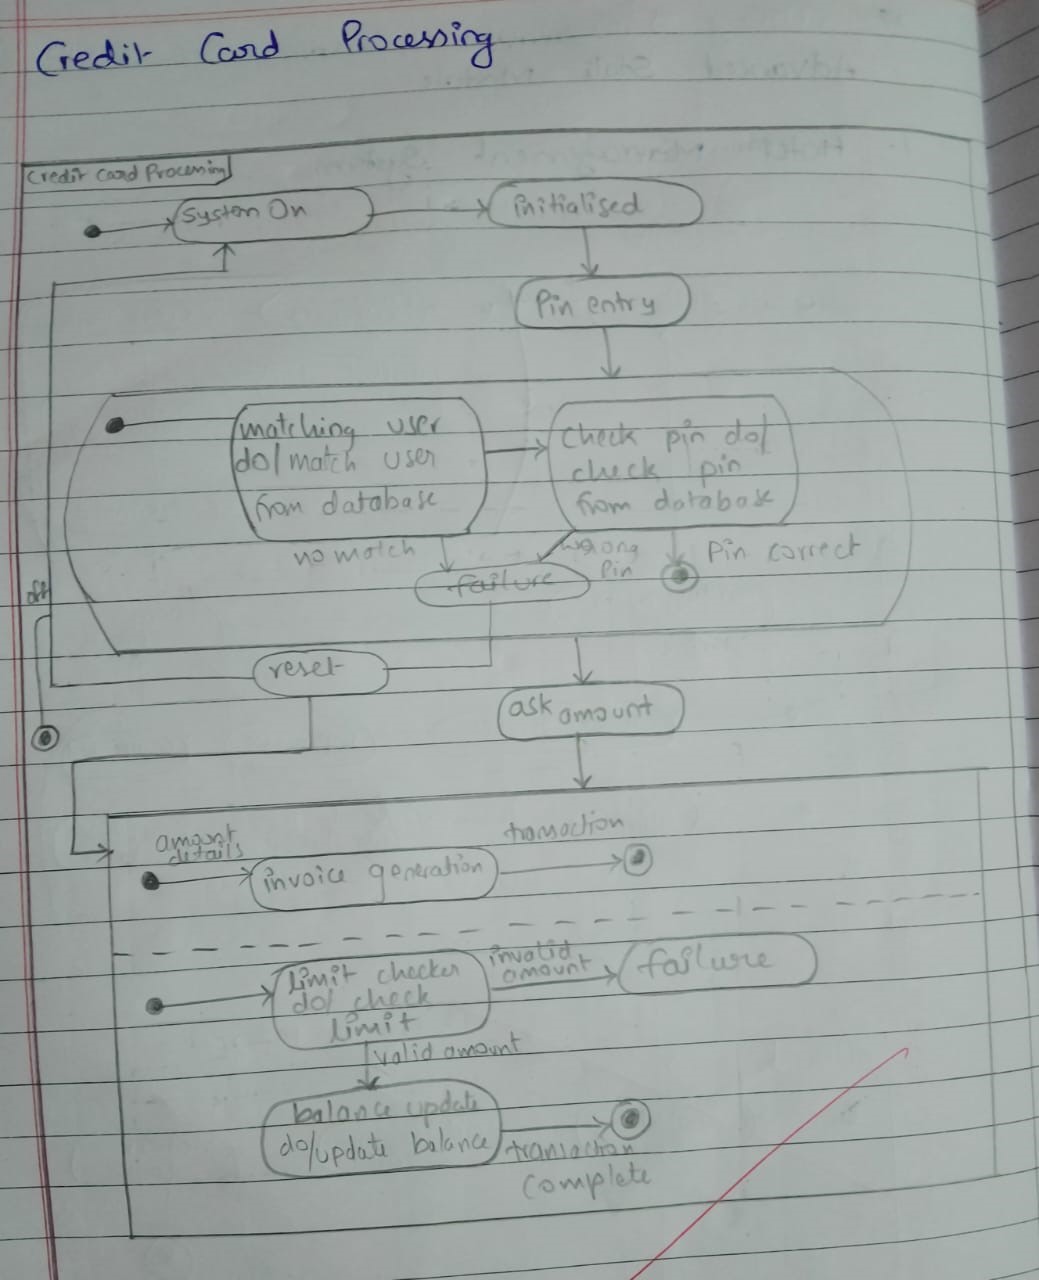 Credit Card Processing
Credit Card Processing
System On
initialised
Pin entry
matching user
do/match user
from database
Check pin do/
check pin
from database
no match
wrong
Pin
Pin correct
failure
off
reset
ask amount
amount
details
transaction
invoice generation
invalid
amount
limit checker
do/ check
limit
failure
valid amount
balance update
do/update balance
transaction
complete